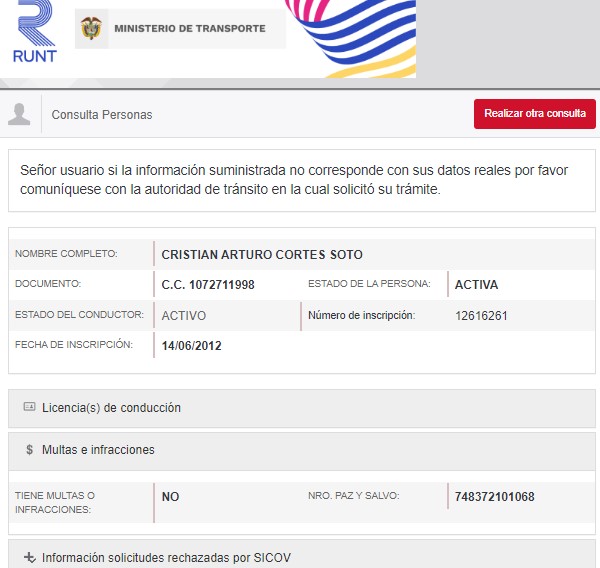 RUNT
MINISTERIO DE TRANSPORTE
Consulta Personas
Realizar otra consulta
Señor usuario si la información suministrada no corresponde con sus datos reales por favor
comuníquese con la autoridad de tránsito en la cual solicitó su trámite.
NOMBRE COMPLETO: CRISTIAN ARTURO CORTES SOTO
DOCUMENTO: C.C. 1072711998 ESTADO DE LA PERSONA: ACTIVA
ESTADO DEL CONDUCTOR: ACTIVO Número de inscripción: 12616261
FECHA DE INSCRIPCIÓN: 14/06/2012
Licencia(s) de conducción
$ Multas e infracciones
TIENE MULTAS O
INFRACCIONES: NO NRO. PAZ Y SALVO: 748372101068
Información solicitudes rechazadas por SICOV